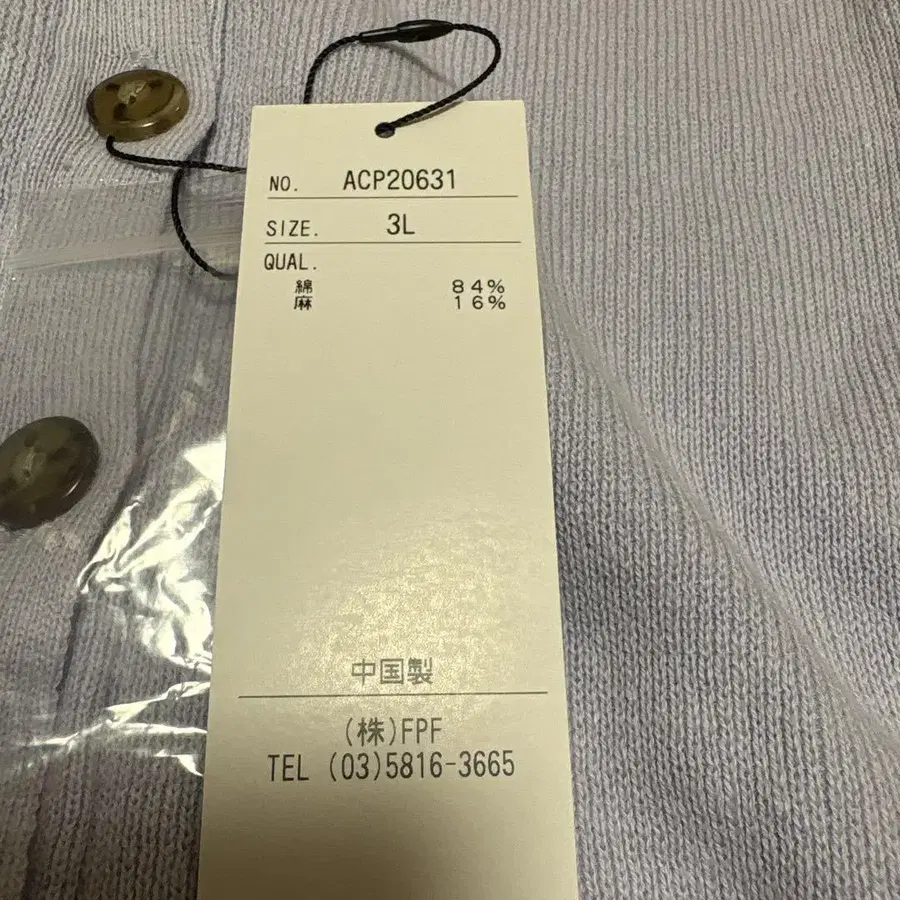 NO. ACP20631
SIZE. 3L
QUAL.
綿 84%
麻 16%
中国製
(株)FPF
TEL (03)5816-3665